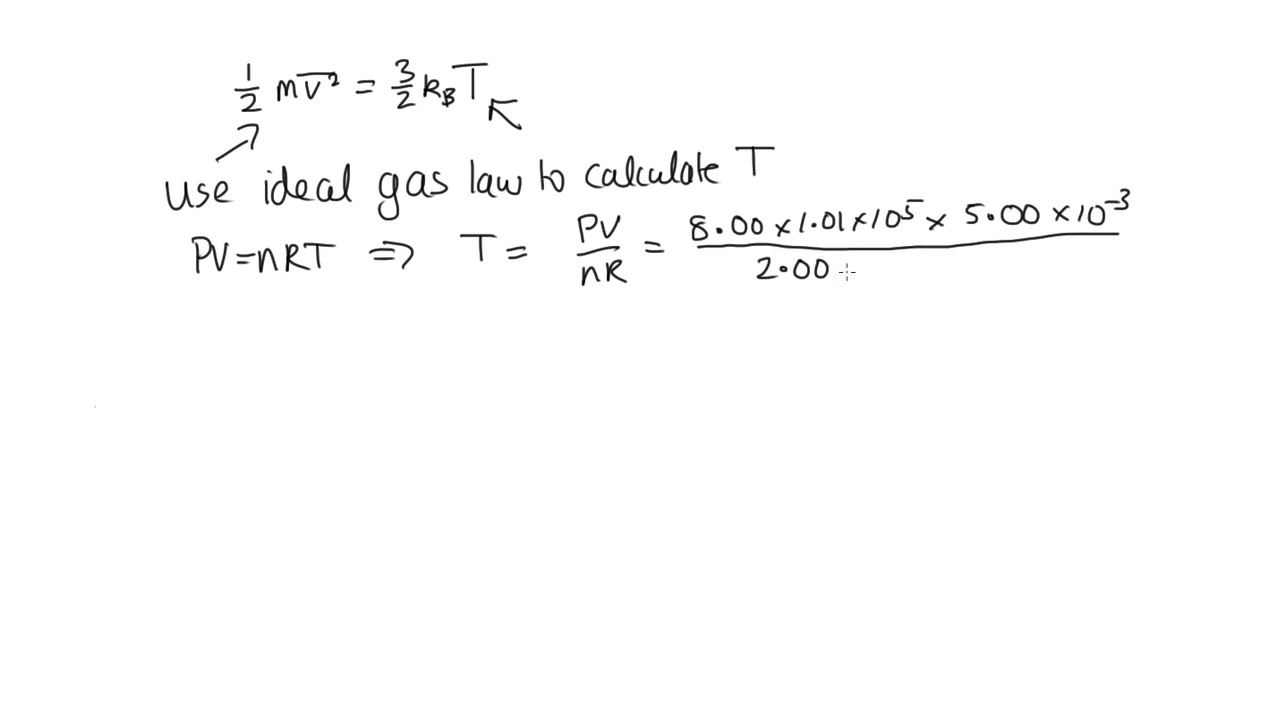 ½ mv̅² = 3/2 k_B T
use ideal gas law to calculate T
PV=nRT ⇒ T = PV/nR = 8.00 × 1.01 × 10⁵ × 5.00 × 10⁻³ / 2.00